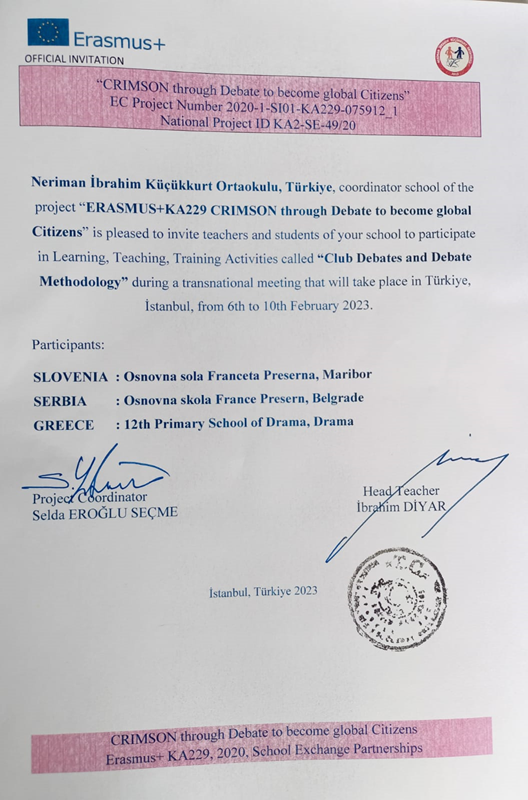 Erasmus+
OFFICIAL INVITATION
“CRIMSON through Debate to become global Citizens”
EC Project Number 2020-1-SI01-KA229-075912_1
National Project ID KA2-SE-49/20
Neriman İbrahim Küçükkurt Ortaokulu, Türkiye, coordinator school of the
project “ERASMUS+KA229 CRIMSON through Debate to become global
Citizens” is pleased to invite teachers and students of your school to participate
in Learning, Teaching, Training Activities called “Club Debates and Debate
Methodology” during a transnational meeting that will take place in Türkiye,
İstanbul, from 6th to 10th February 2023.
Participants:
SLOVENIA : Osnovna sola Franceta Preserna, Maribor
SERBIA : Osnovna skola France Presern, Belgrade
GREECE : 12th Primary School of Drama, Drama
Project Coordinator
Selda EROĞLU SEÇME
Head Teacher
İbrahim DİYAR
İstanbul, Türkiye 2023
T.C.
CRIMSON through Debate to become global Citizens
Erasmus+ KA229, 2020, School Exchange Partnerships